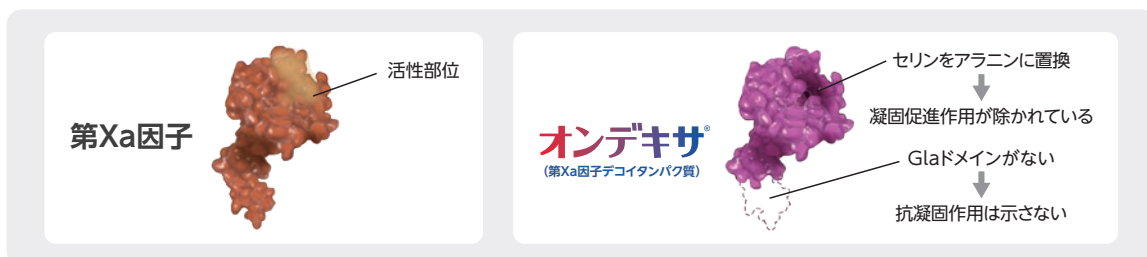 第Xa因子
活性部位
オンデキサ®
(第Xa因子デコイタンパク質)
セリンをアラニンに置換
凝固促進作用が除かれている
Glaドメインがない
抗凝固作用は示さない